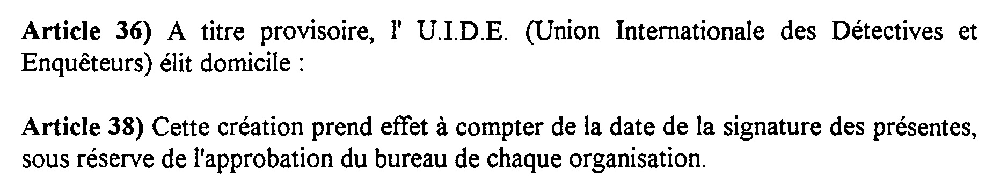 Article 36) A titre provisoire, l' U.I.D.E. (Union Internationale des Détectives et
Enquêteurs) élit domicile :
Article 38) Cette création prend effet à compter de la date de la signature des présentes,
sous réserve de l'approbation du bureau de chaque organisation.